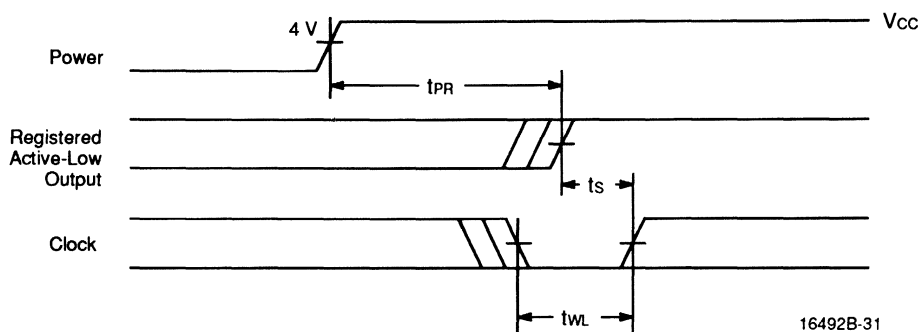 4 V
VCC
Power
tPR
Registered
Active-Low
Output
tS
Clock
tWL
16492B-31